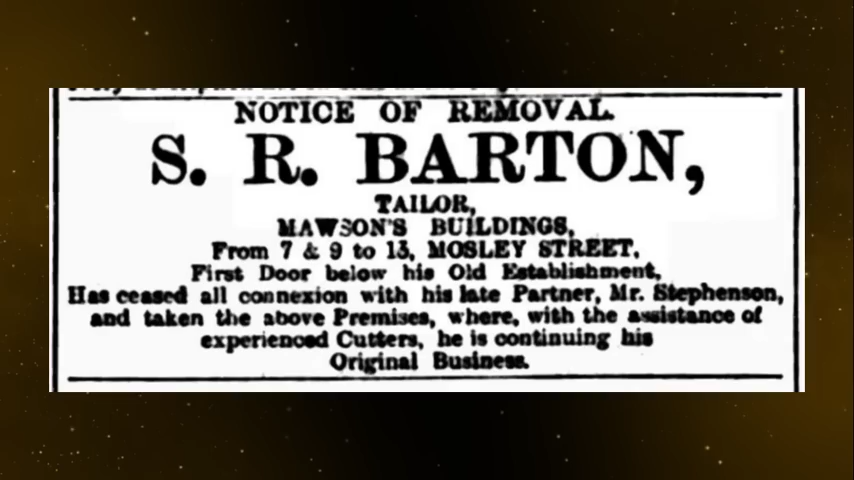 NOTICE OF REMOVAL.
S. R. BARTON,
TAILOR,
MAWSON'S BUILDINGS,
From 7 & 9 to 13, MOSLEY STREET,
First Door below his Old Establishment,
Has ceased all connexion with his late Partner, Mr. Stephenson,
and taken the above Premises, where, with the assistance of
experienced Cutters, he is continuing his
Original Business.